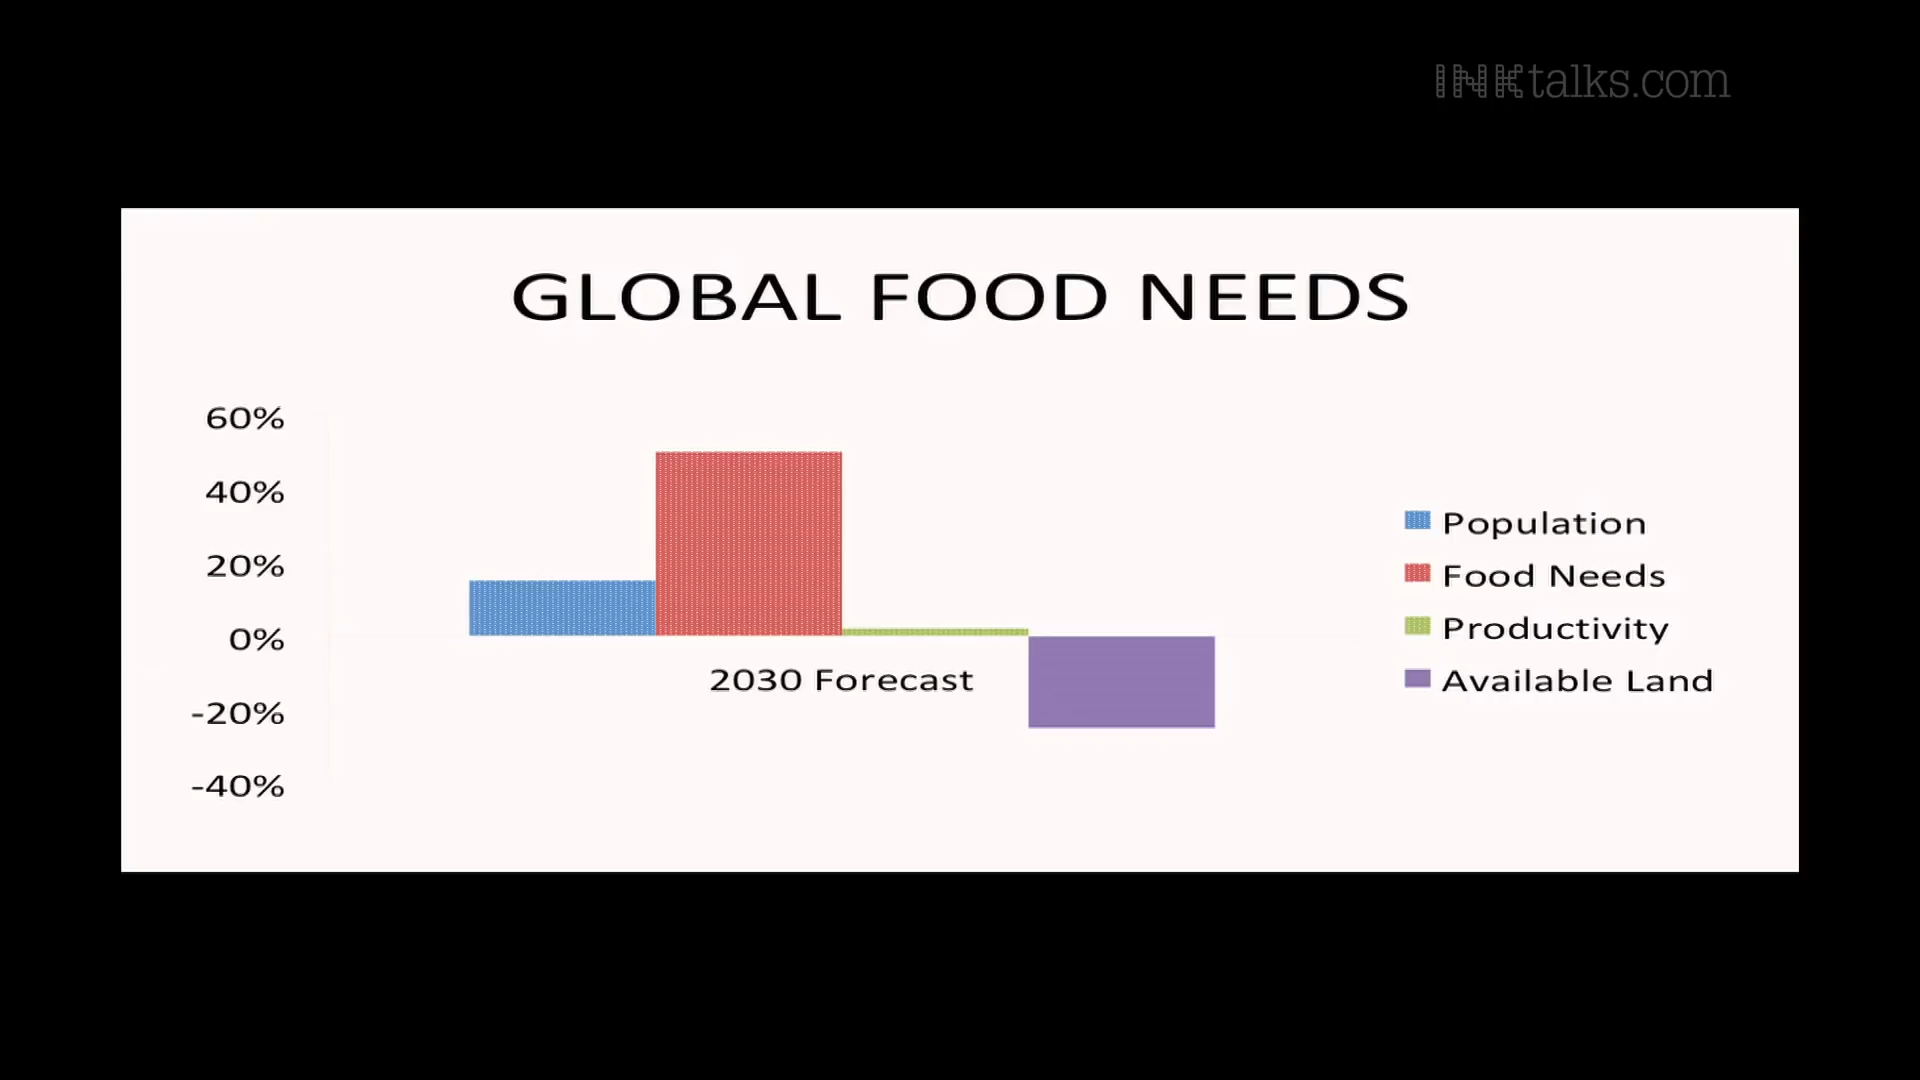 INKtalks.com
GLOBAL FOOD NEEDS
60%
40%
20%
0%
-20%
-40%
2030 Forecast
Population
Food Needs
Productivity
Available Land